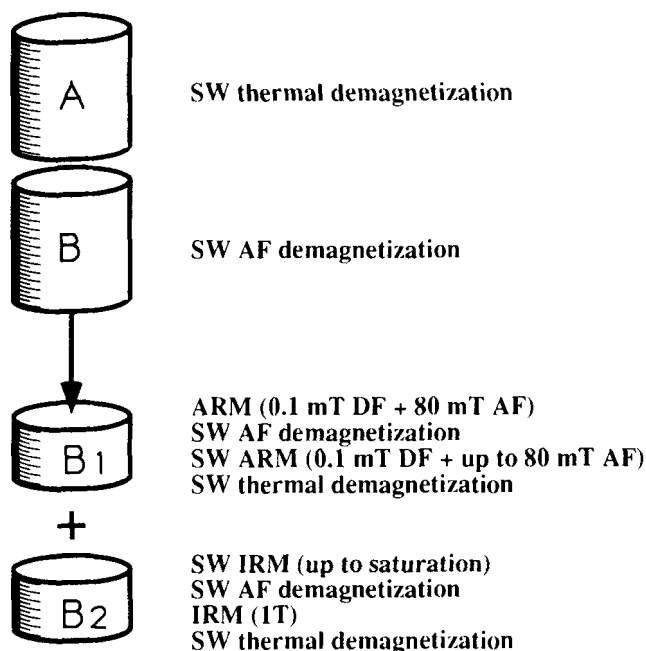 A
SW thermal demagnetization
B
SW AF demagnetization
B1
ARM (0.1 mT DF + 80 mT AF)
SW AF demagnetization
SW ARM (0.1 mT DF + up to 80 mT AF)
SW thermal demagnetization
+
B2
SW IRM (up to saturation)
SW AF demagnetization
IRM (1T)
SW thermal demagnetization